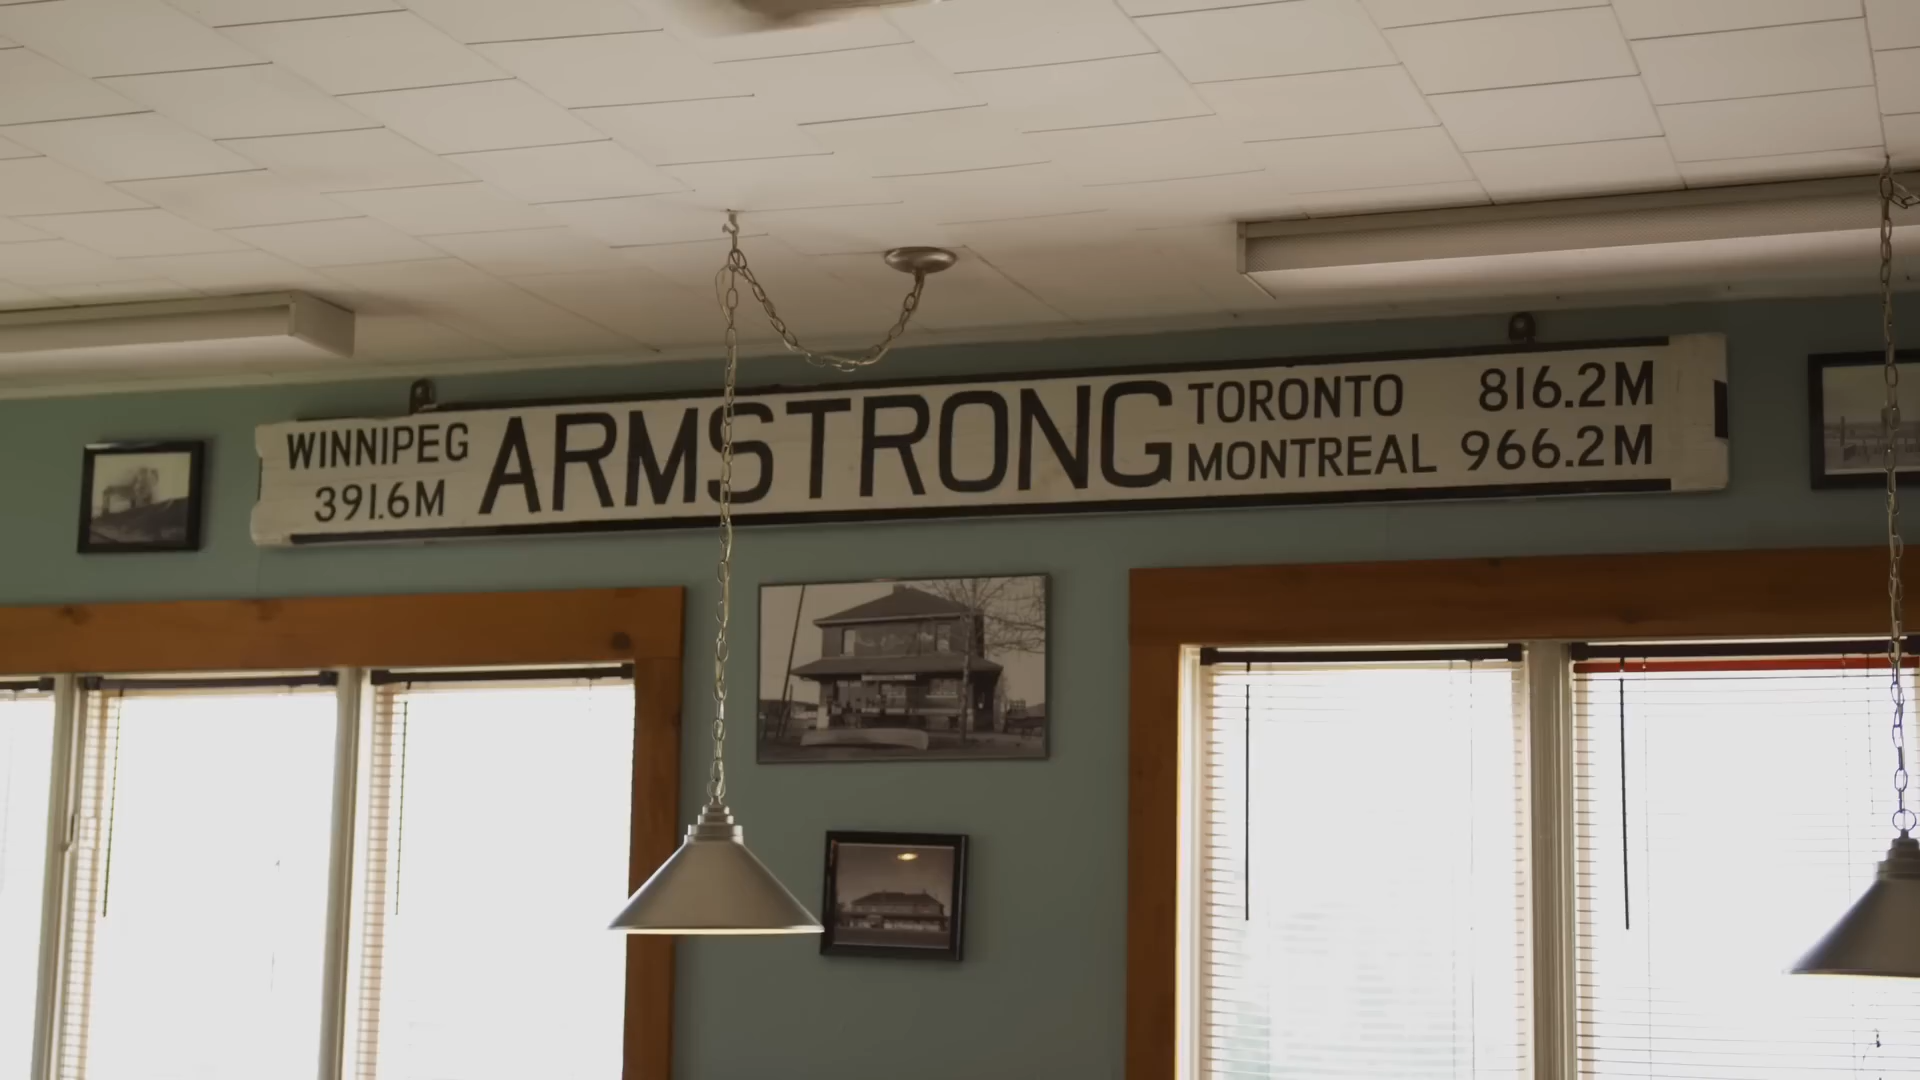 WINNIPEG
391.6M
ARMSTRONG
TORONTO 816.2M
MONTREAL 966.2M